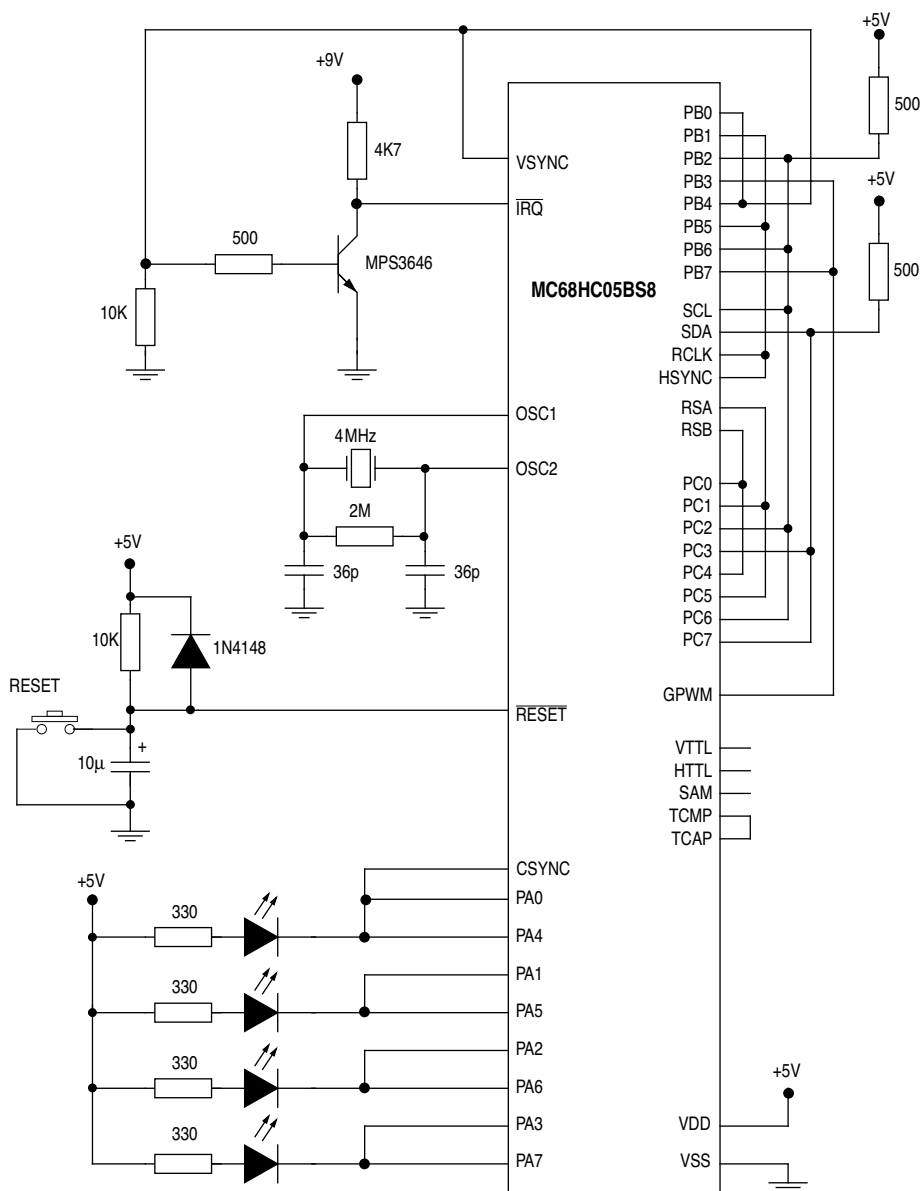 +5V
+9V
500
4K7
PB0
PB1
VSYNC
PB2
PB3
+5V
IRQ
PB4
500
MPS3646
PB5
PB6
PB7
500
MC68HC05BS8
10K
SCL
SDA
RCLK
HSYNC
OSC1
RSA
RSB
4MHz
OSC2
PC0
2M
PC1
PC2
+5V
PC3
36p
36p
PC4
PC5
10K
1N4148
PC6
PC7
RESET
GPWM
RESET
VTTL
10µ
+
HTTL
SAM
TCMP
TCAP
CSYNC
+5V
PA0
330
PA4
PA1
330
PA5
PA2
330
PA6
+5V
PA3
VDD
330
PA7
VSS